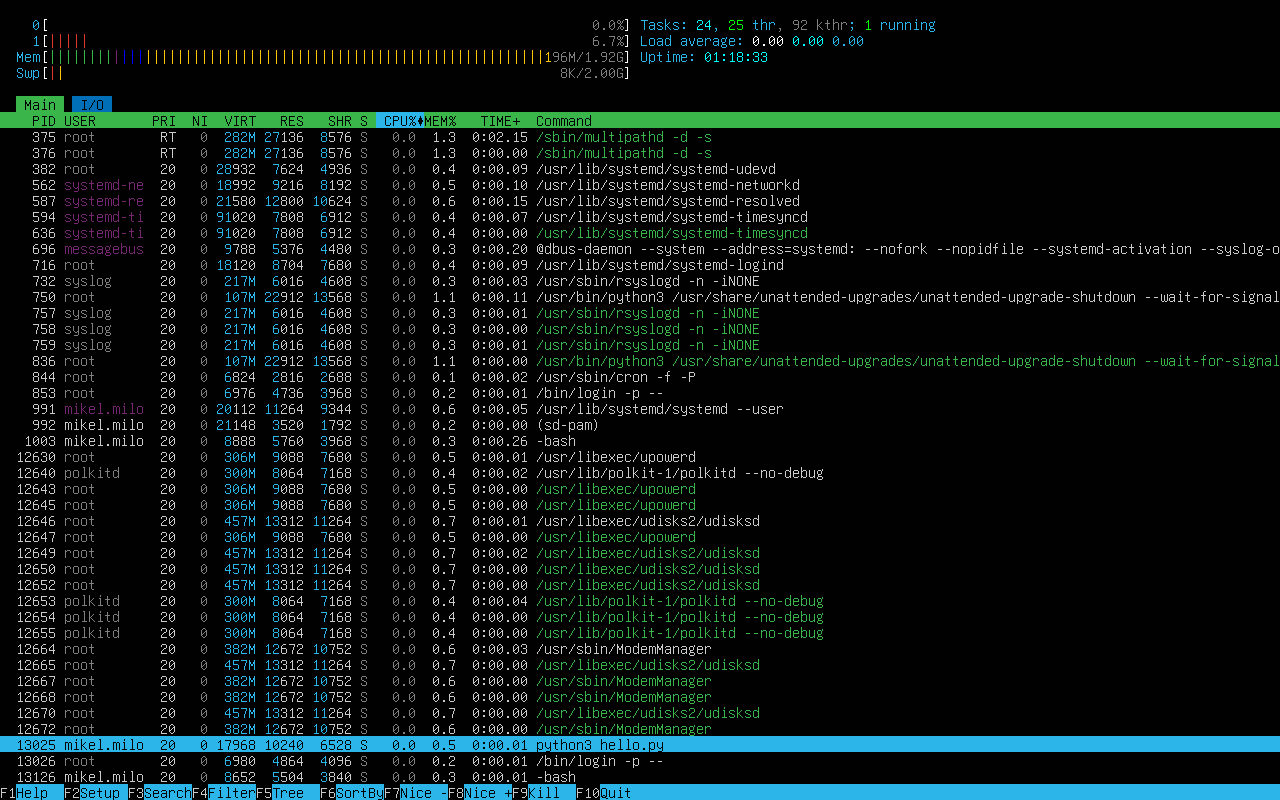 0[ 0.0%] Tasks: 24, 25 thr, 92 kthr; 1 running
1[||||| 6.7%] Load average: 0.00 0.00 0.00
Mem[||||||||||||||||||||||||||||||||||||||||||||||||||||||||||||||196M/1.92G] Uptime: 01:18:33
Swp[|| 8K/2.00G]
Main I/O
PID USER PRI NI VIRT RES SHR S CPU% MEM% TIME+ Command
375 root RT 0 282M 27136 8576 S 0.0 1.3 0:02.15 /sbin/multipathd -d -s
376 root RT 0 282M 27136 8576 S 0.0 1.3 0:00.00 /sbin/multipathd -d -s
382 root 20 0 28932 7624 4936 S 0.0 0.4 0:00.09 /usr/lib/systemd/systemd-udevd
562 systemd-ne 20 0 18992 9216 8192 S 0.0 0.5 0:00.10 /usr/lib/systemd/systemd-networkd
587 systemd-re 20 0 21580 12800 10624 S 0.0 0.6 0:00.15 /usr/lib/systemd/systemd-resolved
594 systemd-ti 20 0 91020 7808 6912 S 0.0 0.4 0:00.07 /usr/lib/systemd/systemd-timesyncd
636 systemd-ti 20 0 91020 7808 6912 S 0.0 0.4 0:00.00 /usr/lib/systemd/systemd-timesyncd
696 messagebus 20 0 9788 5376 4480 S 0.0 0.3 0:00.20 @dbus-daemon --system --address=systemd: --nofork --nopidfile --systemd-activation --syslog-o
716 root 20 0 18120 8704 7680 S 0.0 0.4 0:00.09 /usr/lib/systemd/systemd-logind
732 syslog 20 0 217M 6016 4608 S 0.0 0.3 0:00.03 /usr/sbin/rsyslogd -n -iNONE
750 root 20 0 107M 22912 13568 S 0.0 1.1 0:00.11 /usr/bin/python3 /usr/share/unattended-upgrades/unattended-upgrade-shutdown --wait-for-signal
757 syslog 20 0 217M 6016 4608 S 0.0 0.3 0:00.01 /usr/sbin/rsyslogd -n -iNONE
758 syslog 20 0 217M 6016 4608 S 0.0 0.3 0:00.00 /usr/sbin/rsyslogd -n -iNONE
759 syslog 20 0 217M 6016 4608 S 0.0 0.3 0:00.01 /usr/sbin/rsyslogd -n -iNONE
836 root 20 0 107M 22912 13568 S 0.0 1.1 0:00.00 /usr/bin/python3 /usr/share/unattended-upgrades/unattended-upgrade-shutdown --wait-for-signal
844 root 20 0 6824 2816 2688 S 0.0 0.1 0:00.02 /usr/sbin/cron -f -P
853 root 20 0 6976 4736 3968 S 0.0 0.2 0:00.01 /bin/login -p --
991 mikel.milo 20 0 20112 11264 9344 S 0.0 0.6 0:00.05 /usr/lib/systemd/systemd --user
992 mikel.milo 20 0 21148 3520 1792 S 0.0 0.2 0:00.00 (sd-pam)
1003 mikel.milo 20 0 8888 5760 3968 S 0.0 0.3 0:00.26 -bash
12630 root 20 0 306M 9088 7680 S 0.0 0.5 0:00.01 /usr/libexec/upowerd
12640 polkitd 20 0 300M 8064 7168 S 0.0 0.4 0:00.02 /usr/lib/polkit-1/polkitd --no-debug
12643 root 20 0 306M 9088 7680 S 0.0 0.5 0:00.00 /usr/libexec/upowerd
12645 root 20 0 306M 9088 7680 S 0.0 0.5 0:00.00 /usr/libexec/upowerd
12646 root 20 0 457M 13312 11264 S 0.0 0.7 0:00.01 /usr/libexec/udisks2/udisksd
12647 root 20 0 306M 9088 7680 S 0.0 0.5 0:00.00 /usr/libexec/upowerd
12649 root 20 0 457M 13312 11264 S 0.0 0.7 0:00.02 /usr/libexec/udisks2/udisksd
12650 root 20 0 457M 13312 11264 S 0.0 0.7 0:00.00 /usr/libexec/udisks2/udisksd
12652 root 20 0 457M 13312 11264 S 0.0 0.7 0:00.01 /usr/libexec/udisks2/udisksd
12653 polkitd 20 0 300M 8064 7168 S 0.0 0.4 0:00.04 /usr/lib/polkit-1/polkitd --no-debug
12654 polkitd 20 0 300M 8064 7168 S 0.0 0.4 0:00.00 /usr/lib/polkit-1/polkitd --no-debug
12655 polkitd 20 0 300M 8064 7168 S 0.0 0.4 0:00.00 /usr/lib/polkit-1/polkitd --no-debug
12664 root 20 0 382M 12672 10752 S 0.0 0.6 0:00.03 /usr/sbin/ModemManager
12665 root 20 0 457M 13312 11264 S 0.0 0.7 0:00.00 /usr/libexec/udisks2/udisksd
12667 root 20 0 382M 12672 10752 S 0.0 0.6 0:00.00 /usr/sbin/ModemManager
12668 root 20 0 382M 12672 10752 S 0.0 0.6 0:00.00 /usr/sbin/ModemManager
12670 root 20 0 457M 13312 11264 S 0.0 0.7 0:00.00 /usr/libexec/udisks2/udisksd
12672 root 20 0 382M 12672 10752 S 0.0 0.6 0:00.00 /usr/sbin/ModemManager
13025 mikel.milo 20 0 17968 10240 6528 S 0.0 0.5 0:00.01 python3 hello.py
13026 root 20 0 6980 4864 4096 S 0.0 0.2 0:00.01 /bin/login -p --
13126 mikel.milo 20 0 8652 5504 3840 S 0.0 0.3 0:00.01 -bash
F1Help F2Setup F3SearchF4FilterF5Tree F6SortByF7Nice -F8Nice +F9Kill F10Quit